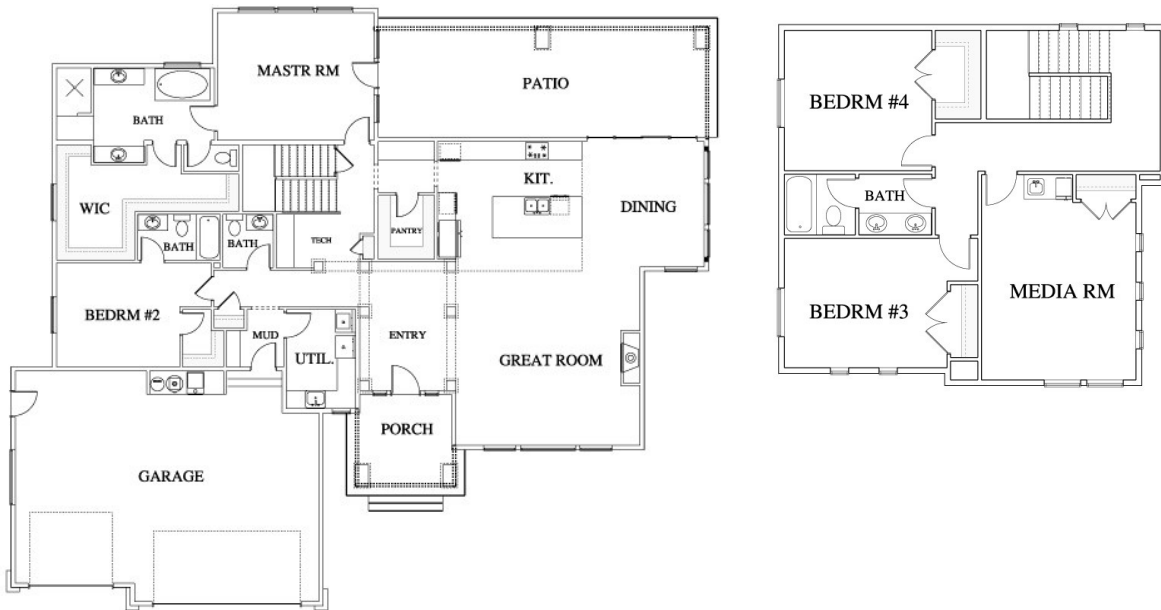 MASTR RM
PATIO
BATH
KIT.
WIC
DINING
BATH
BATH
TECH
PANTRY
BEDRM #2
MUD
UTIL.
ENTRY
GREAT ROOM
PORCH
GARAGE
BEDRM #4
BATH
BEDRM #3
MEDIA RM